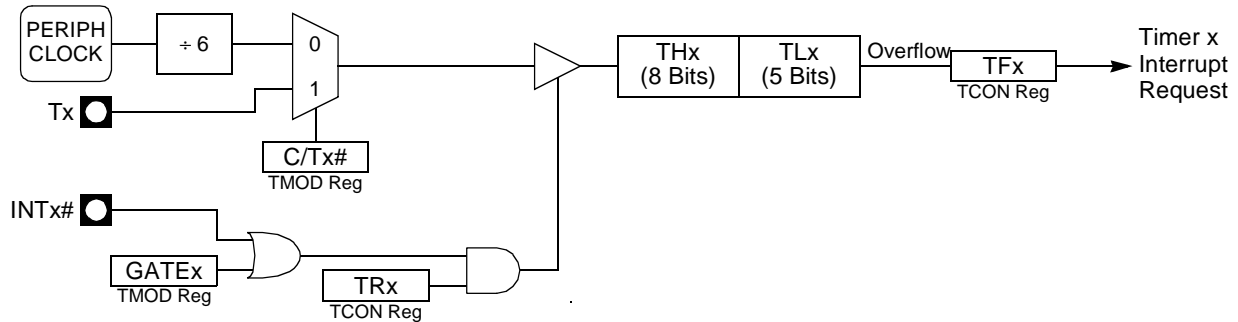 PERIPH
CLOCK
÷ 6
0
1
Tx
C/Tx#
TMOD Reg
THx
(8 Bits)
TLx
(5 Bits)
Overflow
TFx
TCON Reg
Timer x
Interrupt
Request
INTx#
GATEx
TMOD Reg
TRx
TCON Reg